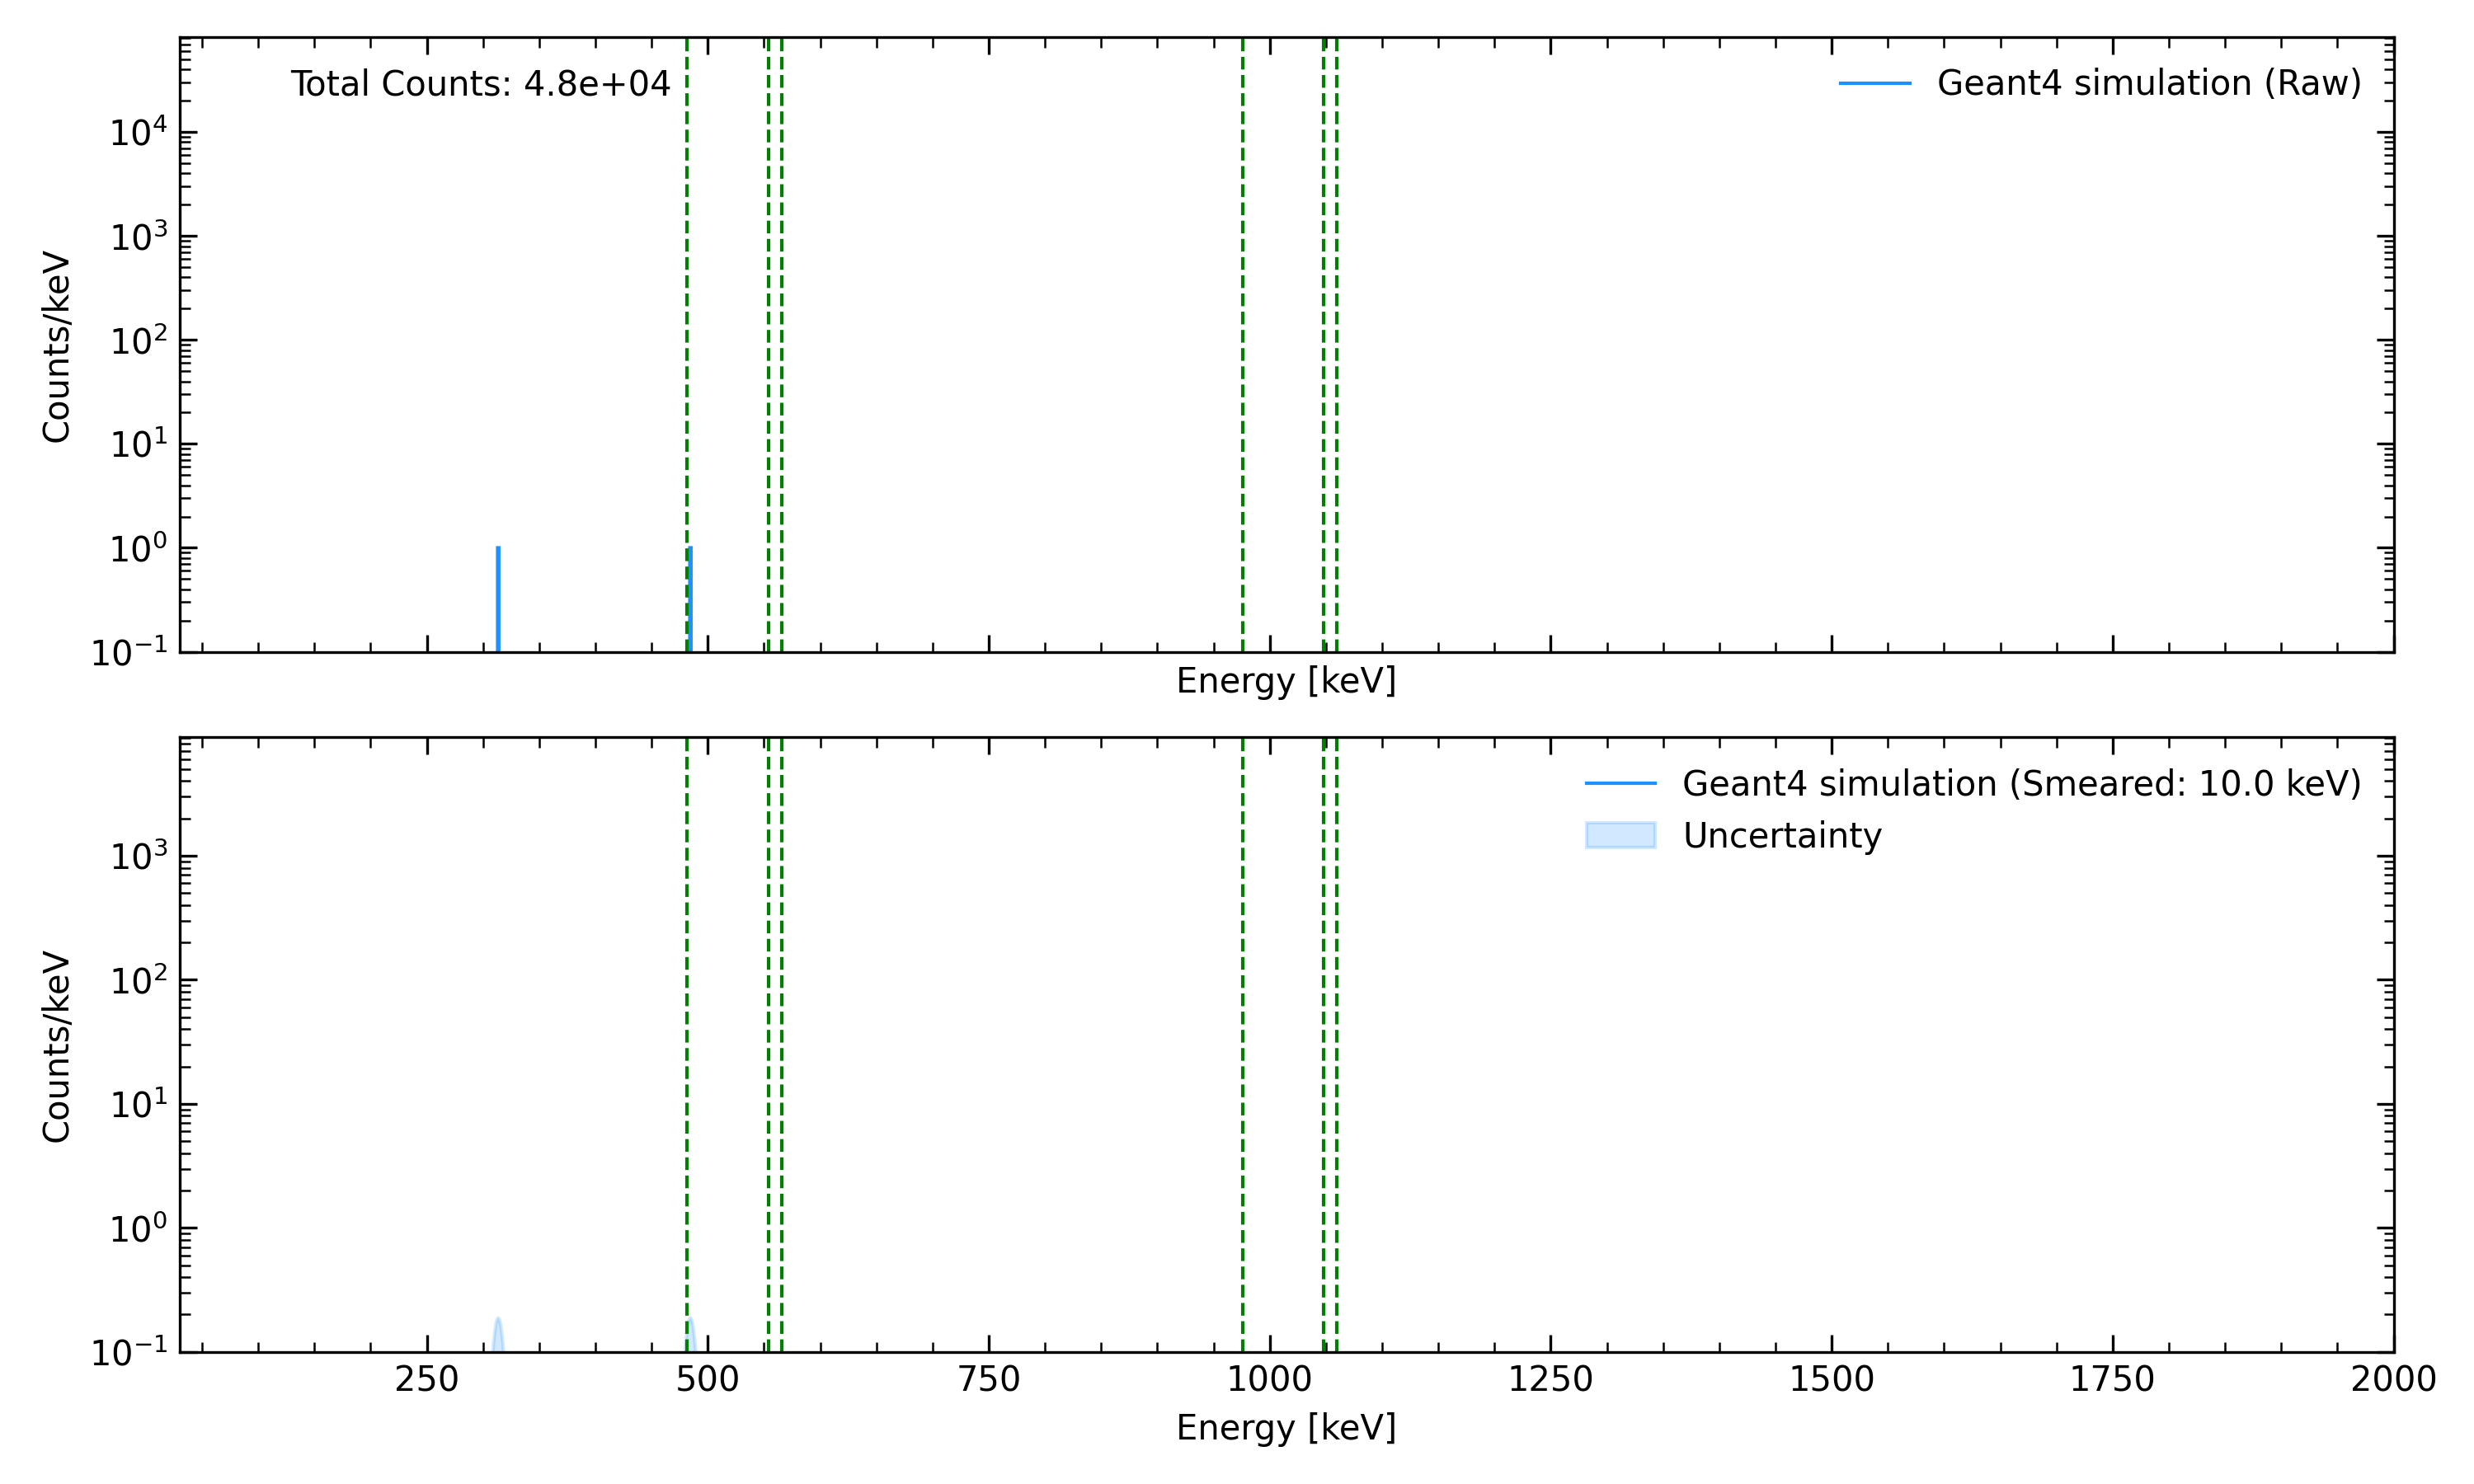 Total Counts: 4.8e+04
Geant4 simulation (Raw)
10⁴
10³
10²
10¹
10⁰
10⁻¹
Counts/keV
Energy [keV]
Geant4 simulation (Smeared: 10.0 keV)
Uncertainty
10³
10²
10¹
10⁰
10⁻¹
Counts/keV
250 500 750 1000 1250 1500 1750 2000
Energy [keV]